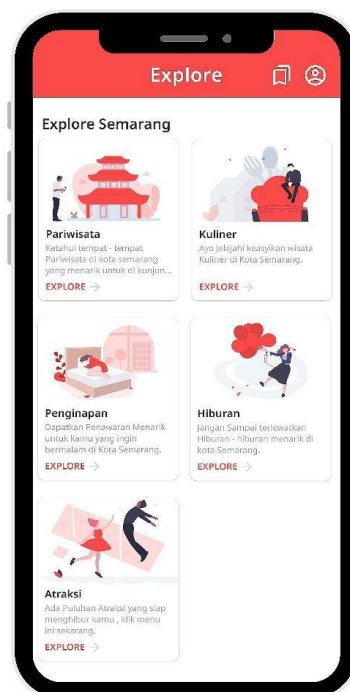 Explore
Explore Semarang
Pariwisata
Ketahui tempat - tempat
Pariwisata di kota semarang
yang menarik untuk di kunjun...
EXPLORE
Kuliner
Ayo Jelajahi keasyikan wisata
Kuliner di Kota Semarang.
EXPLORE
Penginapan
Dapatkan Penawaran Menarik
untuk kamu yang ingin
bermalam di Kota Semarang.
EXPLORE
Hiburan
Jangan Sampai terlewatkan
Hiburan - hiburan menarik di
kota Semarang.
EXPLORE
Atraksi
Ada Puluhan Atraksi yang siap
menghibur kamu , klik menu
ini sekarang.
EXPLORE